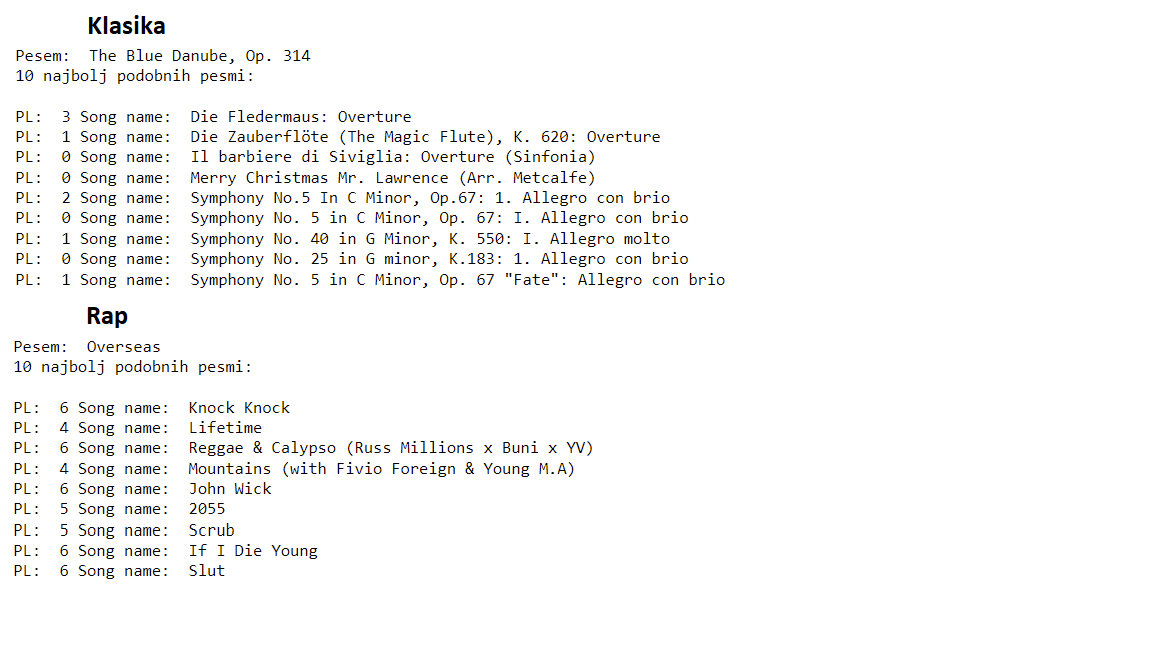 Klasika
Pesem:  The Blue Danube, Op. 314
10 najbolj podobnih pesmi:
PL:  3 Song name:  Die Fledermaus: Overture
PL:  1 Song name:  Die Zauberflöte (The Magic Flute), K. 620: Overture
PL:  0 Song name:  Il barbiere di Siviglia: Overture (Sinfonia)
PL:  0 Song name:  Merry Christmas Mr. Lawrence (Arr. Metcalfe)
PL:  2 Song name:  Symphony No.5 In C Minor, Op.67: 1. Allegro con brio
PL:  0 Song name:  Symphony No. 5 in C Minor, Op. 67: I. Allegro con brio
PL:  1 Song name:  Symphony No. 40 in G Minor, K. 550: I. Allegro molto
PL:  0 Song name:  Symphony No. 25 in G minor, K.183: 1. Allegro con brio
PL:  1 Song name:  Symphony No. 5 in C Minor, Op. 67 "Fate": Allegro con brio
Rap
Pesem:  Overseas
10 najbolj podobnih pesmi:
PL:  6 Song name:  Knock Knock
PL:  4 Song name:  Lifetime
PL:  6 Song name:  Reggae & Calypso (Russ Millions x Buni x YV)
PL:  4 Song name:  Mountains (with Fivio Foreign & Young M.A)
PL:  6 Song name:  John Wick
PL:  5 Song name:  2055
PL:  5 Song name:  Scrub
PL:  6 Song name:  If I Die Young
PL:  6 Song name:  Slut